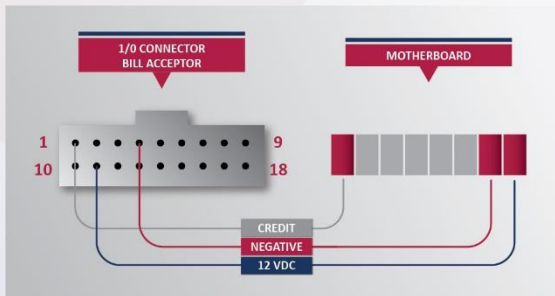 1/0 CONNECTOR
BILL ACCEPTOR
MOTHERBOARD
1
9
10
18
CREDIT
NEGATIVE
12 VDC